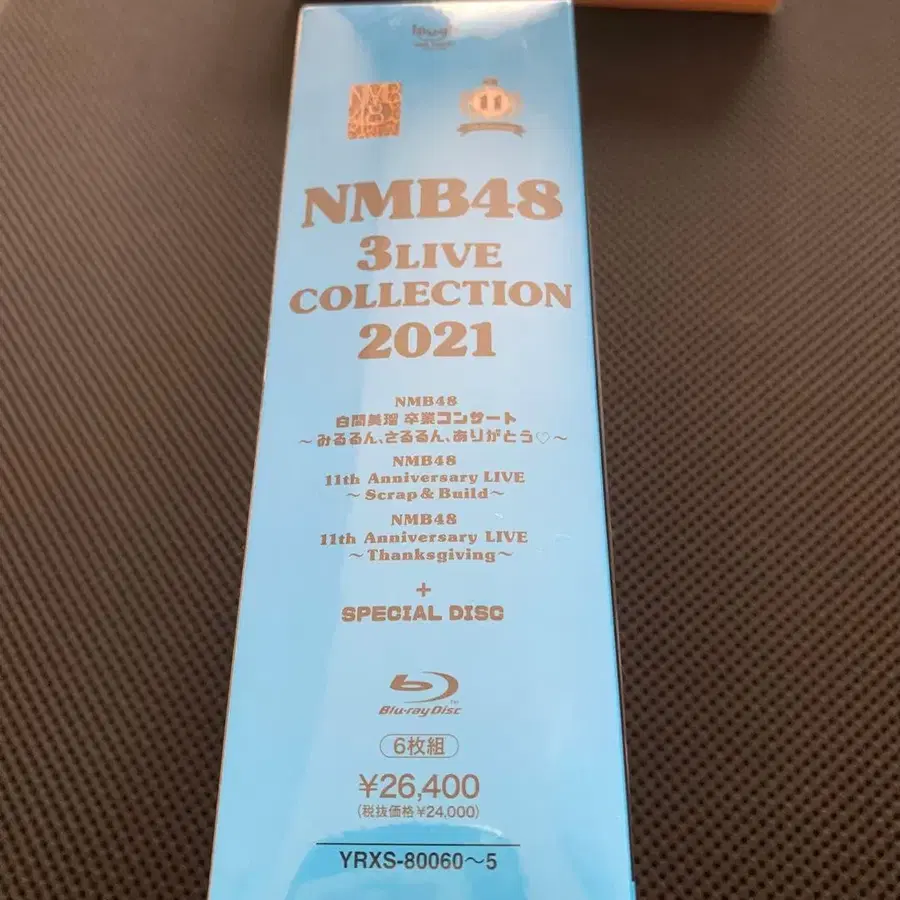 NMB
48
11
NMB48
3LIVE
COLLECTION
2021
NMB48
白間美瑠 卒業コンサート
～みるるん、さるるん、ありがとう♡～
NMB48
11th Anniversary LIVE
～Scrap & Build～
NMB48
11th Anniversary LIVE
～Thanksgiving～
+
SPECIAL DISC
Blu-ray Disc
6枚組
¥26,400
(税抜価格¥24,000)
YRXS-80060～5